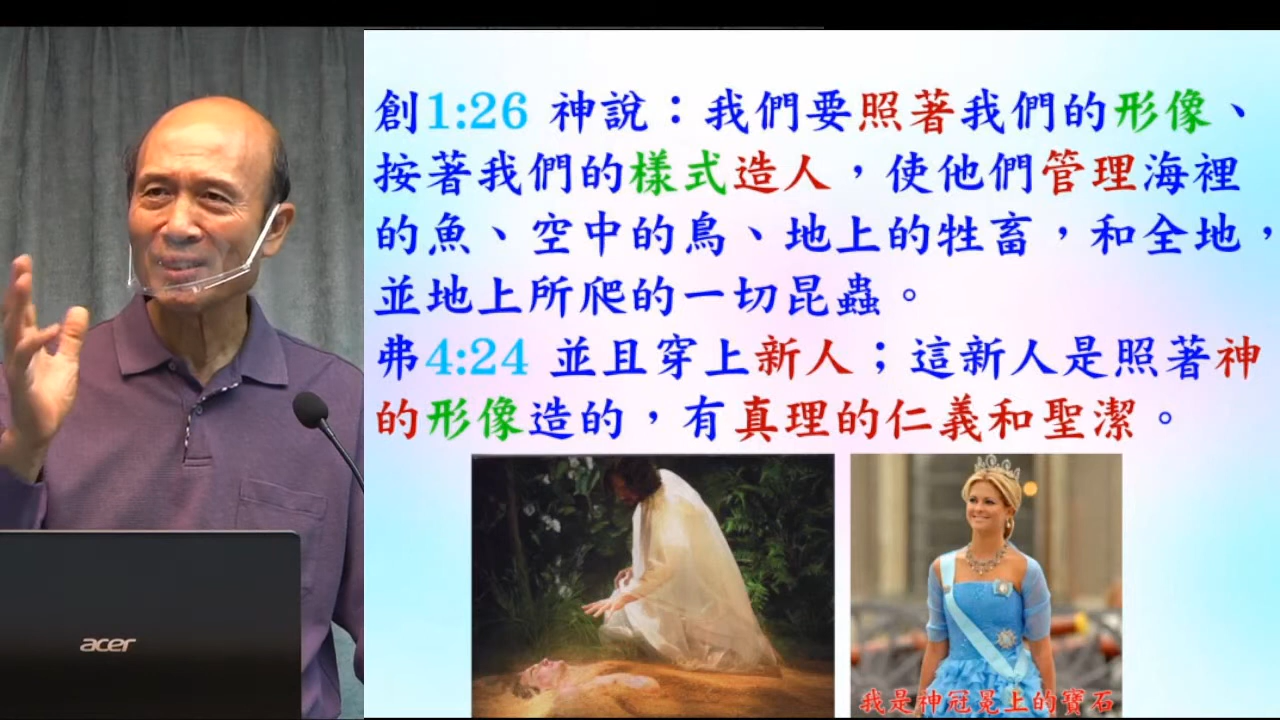 創1:26 神說：我們要照著我們的形像、
按著我們的樣式造人，使他們管理海裡
的魚、空中的鳥、地上的牲畜，和全地，
並地上所爬的一切昆蟲。
弗4:24 並且穿上新人；這新人是照著神
的形像造的，有真理的仁義和聖潔。
我是神冠冕上的寶石
acer